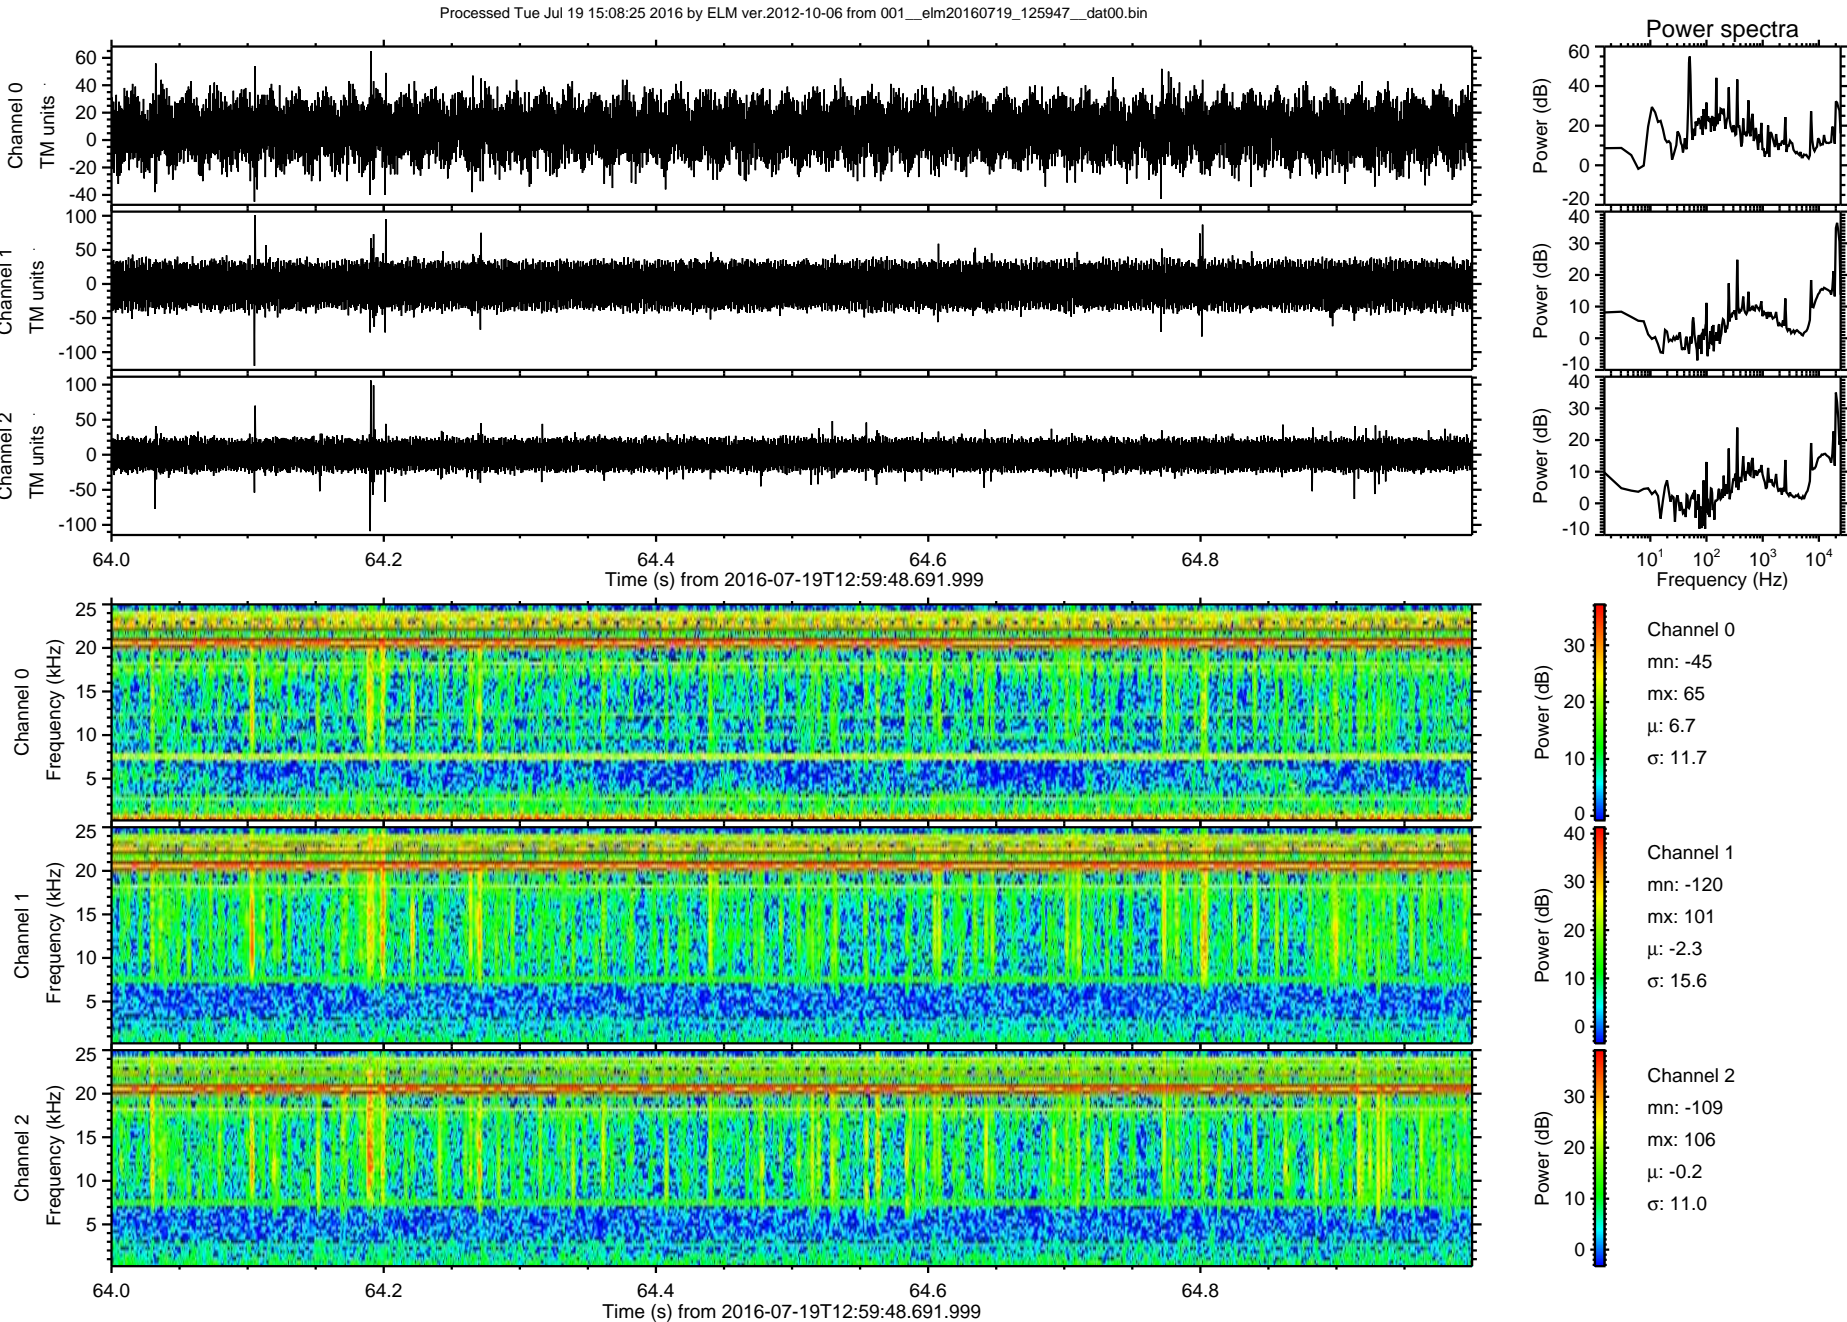 Processed Tue Jul 19 15:08:25 2016 by ELM ver.2012-10-06 from 001__elm20160719_125947__dat00.bin
Power spectra
Channel 0
TM units
60
40
20
0
-20
-40
Power (dB)
60
40
20
0
-20
Channel 1
TM units
100
50
0
-50
-100
Power (dB)
40
30
20
10
0
-10
Channel 2
TM units
100
50
0
-50
-100
Power (dB)
40
30
20
10
0
-10
64.0 64.2 64.4 64.6 64.8
Time (s) from 2016-07-19T12:59:48.691.999
10¹ 10² 10³ 10⁴
Frequency (Hz)
Channel 0
Frequency (kHz)
25
20
15
10
5
Power (dB)
30
20
10
0
Channel 0
mn: -45
mx: 65
μ: 6.7
σ: 11.7
Channel 1
Frequency (kHz)
25
20
15
10
5
Power (dB)
40
30
20
10
0
Channel 1
mn: -120
mx: 101
μ: -2.3
σ: 15.6
Channel 2
Frequency (kHz)
25
20
15
10
5
Power (dB)
30
20
10
0
Channel 2
mn: -109
mx: 106
μ: -0.2
σ: 11.0
64.0 64.2 64.4 64.6 64.8
Time (s) from 2016-07-19T12:59:48.691.999